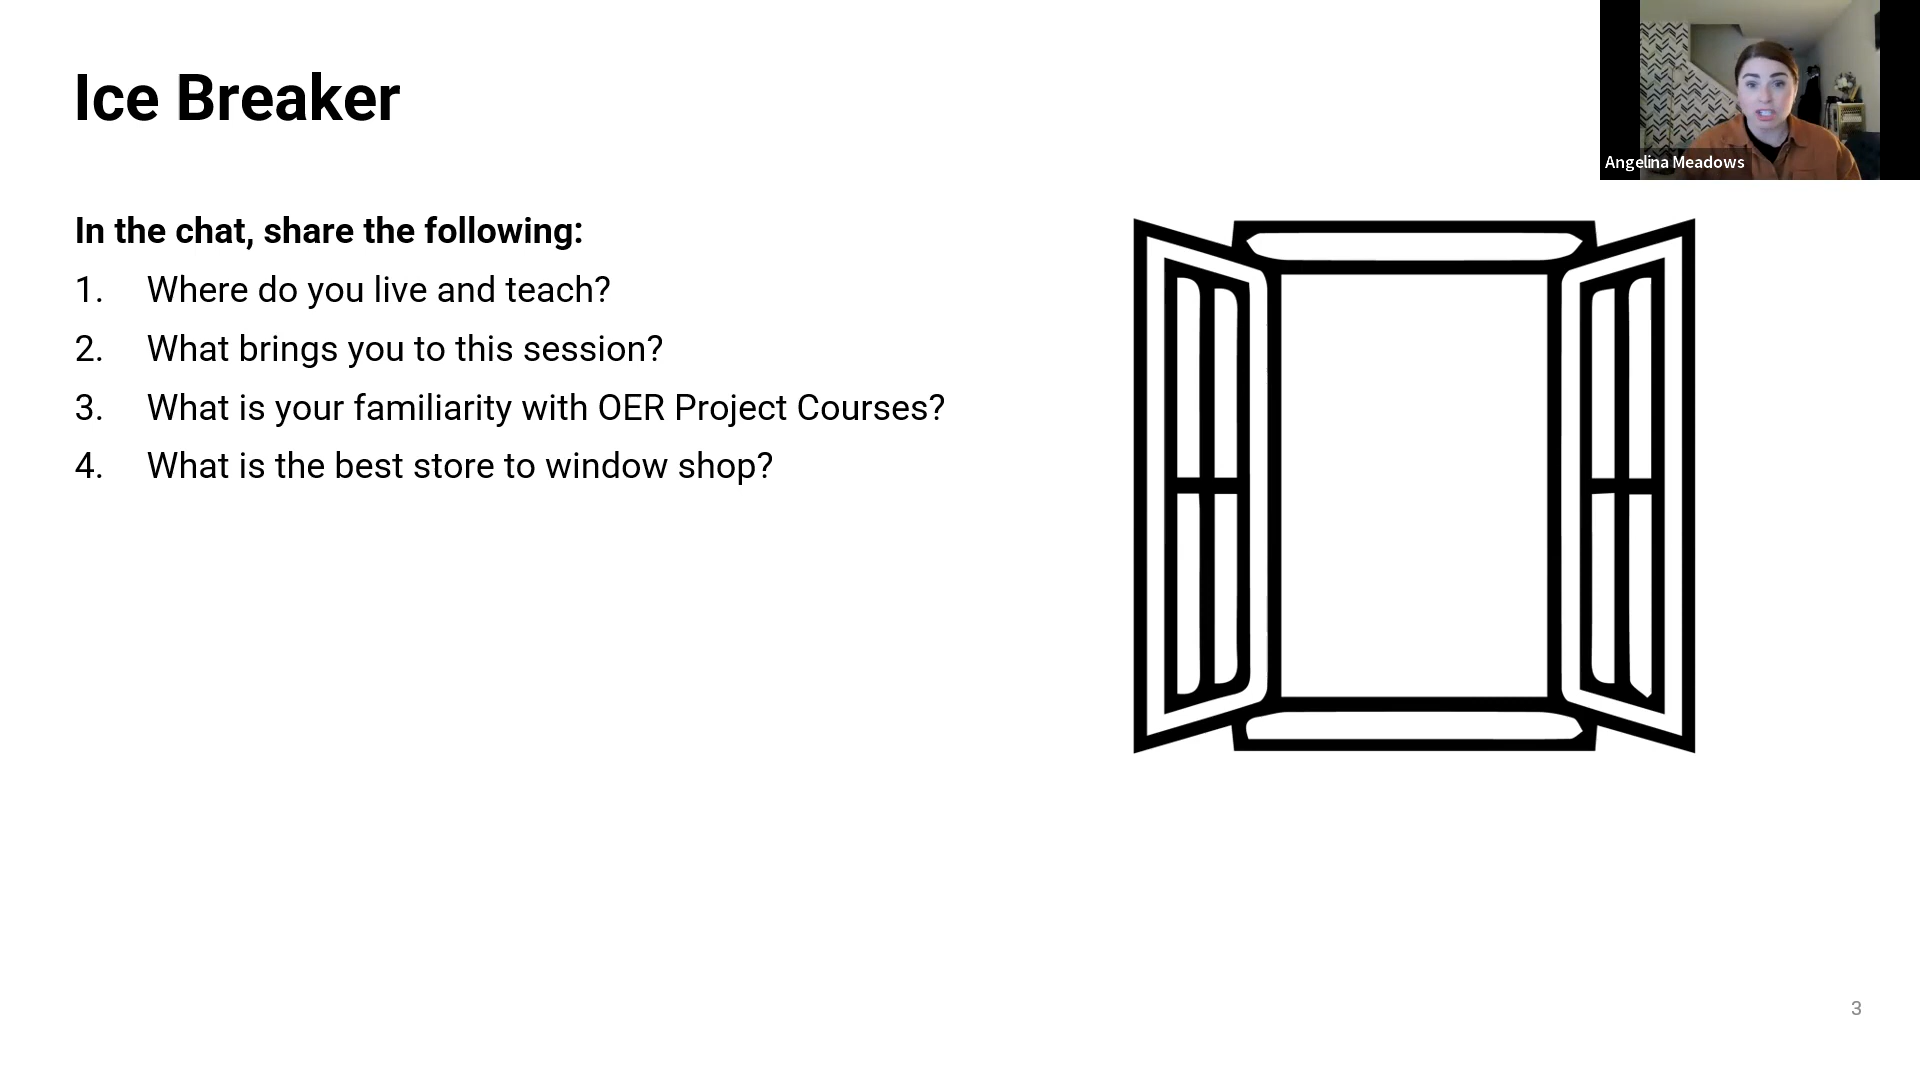 Ice Breaker
Angelina Meadows
In the chat, share the following:
1. Where do you live and teach?
2. What brings you to this session?
3. What is your familiarity with OER Project Courses?
4. What is the best store to window shop?
3